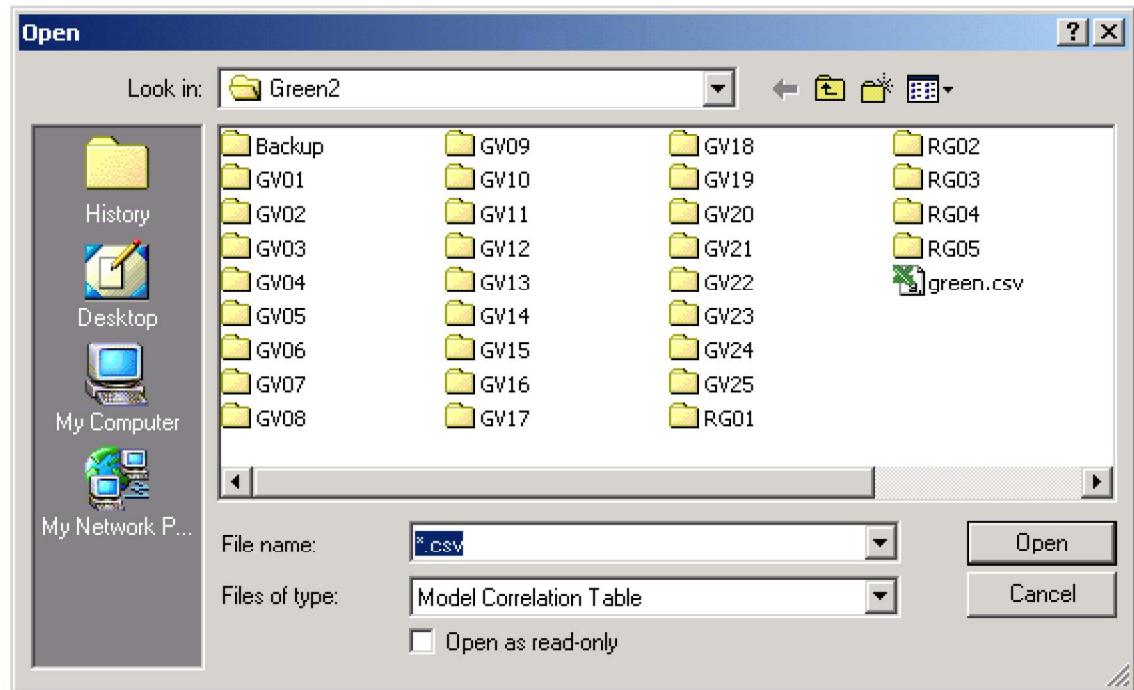 Open
Look in: Green2
History
Desktop
My Computer
My Network P...
Backup
GV01
GV02
GV03
GV04
GV05
GV06
GV07
GV08
GV09
GV10
GV11
GV12
GV13
GV14
GV15
GV16
GV17
GV18
GV19
GV20
GV21
GV22
GV23
GV24
GV25
RG01
RG02
RG03
RG04
RG05
green.csv
File name: *.csv Open
Files of type: Model Correlation Table Cancel
Open as read-only